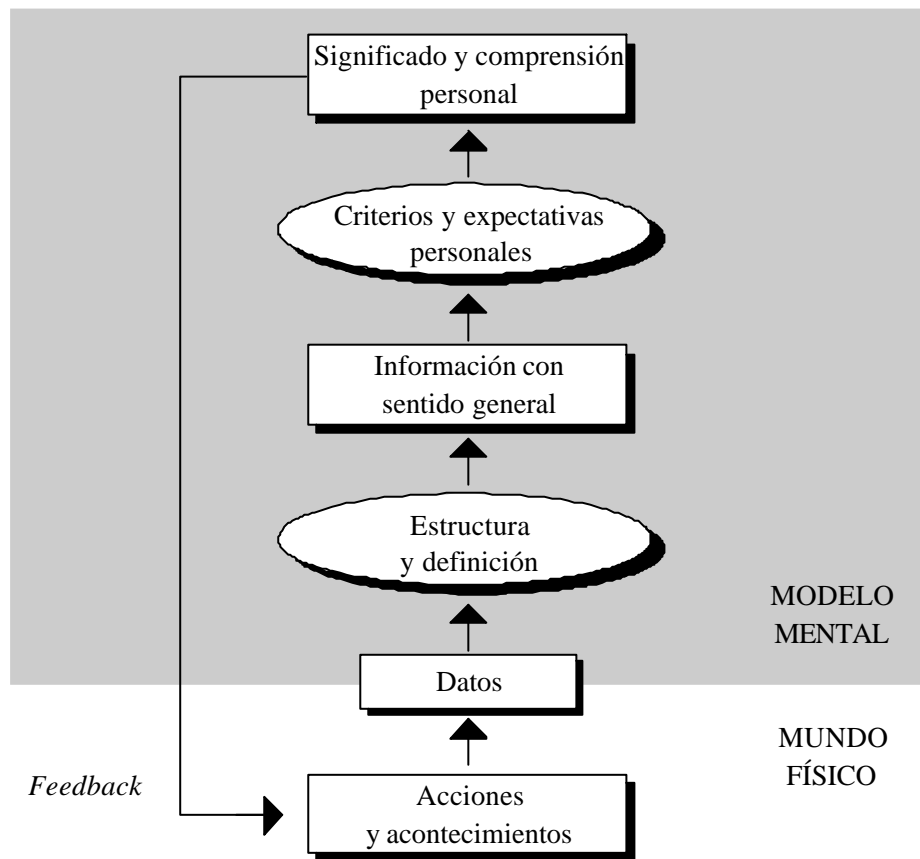 Significado y comprensión
personal
Criterios y expectativas
personales
Información con
sentido general
Estructura
y definición
MODELO
MENTAL
Datos
MUNDO
FÍSICO
Feedback
Acciones
y acontecimientos